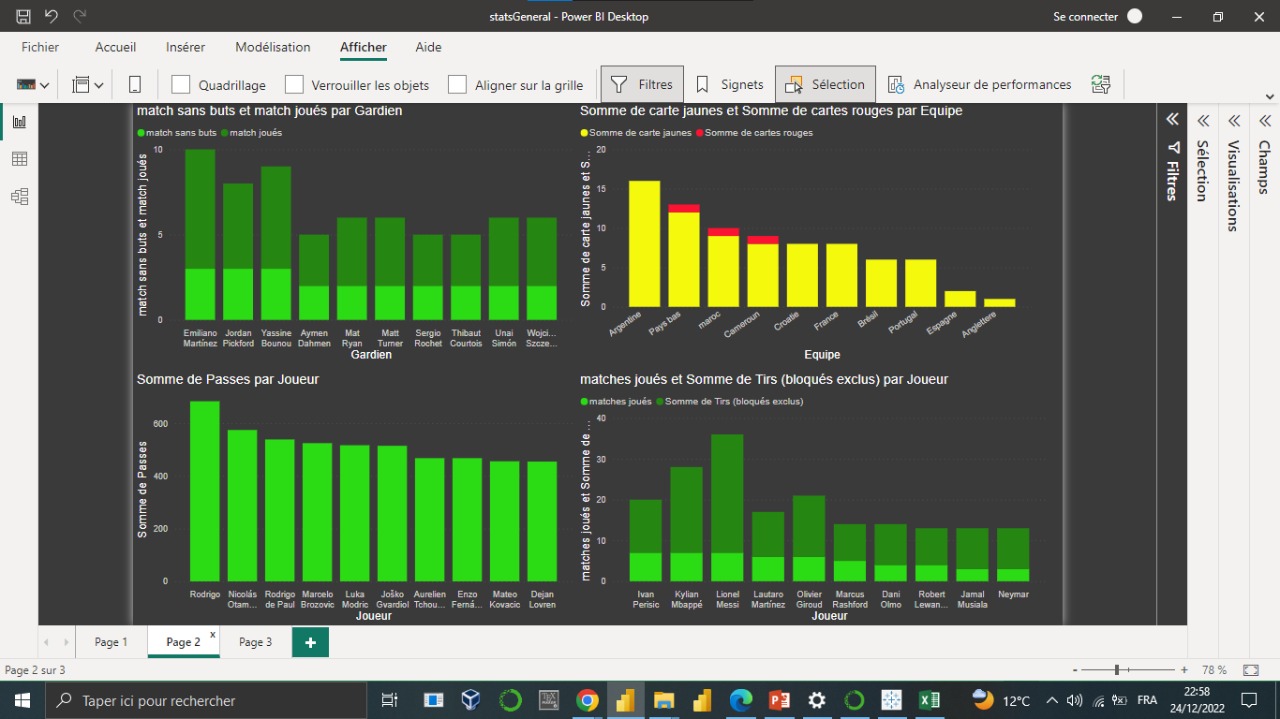 statsGeneral - Power BI Desktop
Se connecter
Fichier Accueil Insérer Modélisation Afficher Aide
Quadrillage Verrouiller les objets Aligner sur la grille Filtres Signets Sélection Analyseur de performances
match sans buts et match joués par Gardien
match sans buts match joués
match sans buts et match joués
10
5
0
Emiliano Martínez
Jordan Pickford
Yassine Bounou
Aymen Dahmen
Mat Ryan
Matt Turner
Sergio Rochet
Thibaut Courtois
Unai Simón
Wojci... Szcze...
Gardien
Somme de carte jaunes et Somme de cartes rouges par Equipe
Somme de carte jaunes Somme de cartes rouges
Somme de carte jaunes et S...
20
15
10
5
0
Argentine
Pays bas
maroc
Cameroun
Croatie
France
Brésil
Portugal
Espagne
Anglettere
Equipe
Somme de Passes par Joueur
Somme de Passes
600
400
200
0
Rodrigo
Nicolás Otam...
Rodrigo de Paul
Marcelo Brozovic
Luka Modric
Joško Gvardiol
Aurelien Tchou...
Enzo Ferná...
Mateo Kovacic
Dejan Lovren
Joueur
matches joués et Somme de Tirs (bloqués exclus) par Joueur
matches joués Somme de Tirs (bloqués exclus)
matches joués et Somme de ...
40
30
20
10
0
Ivan Perisic
Kylian Mbappé
Lionel Messi
Lautaro Martínez
Olivier Giroud
Marcus Rashford
Dani Olmo
Robert Lewan...
Jamal Musiala
Neymar
Joueur
Filtres
Sélection
Visualisations
Champs
Page 1 Page 2 x Page 3 +
Page 2 sur 3
- + 78 %
Taper ici pour rechercher
12°C
FRA
22:58
24/12/2022